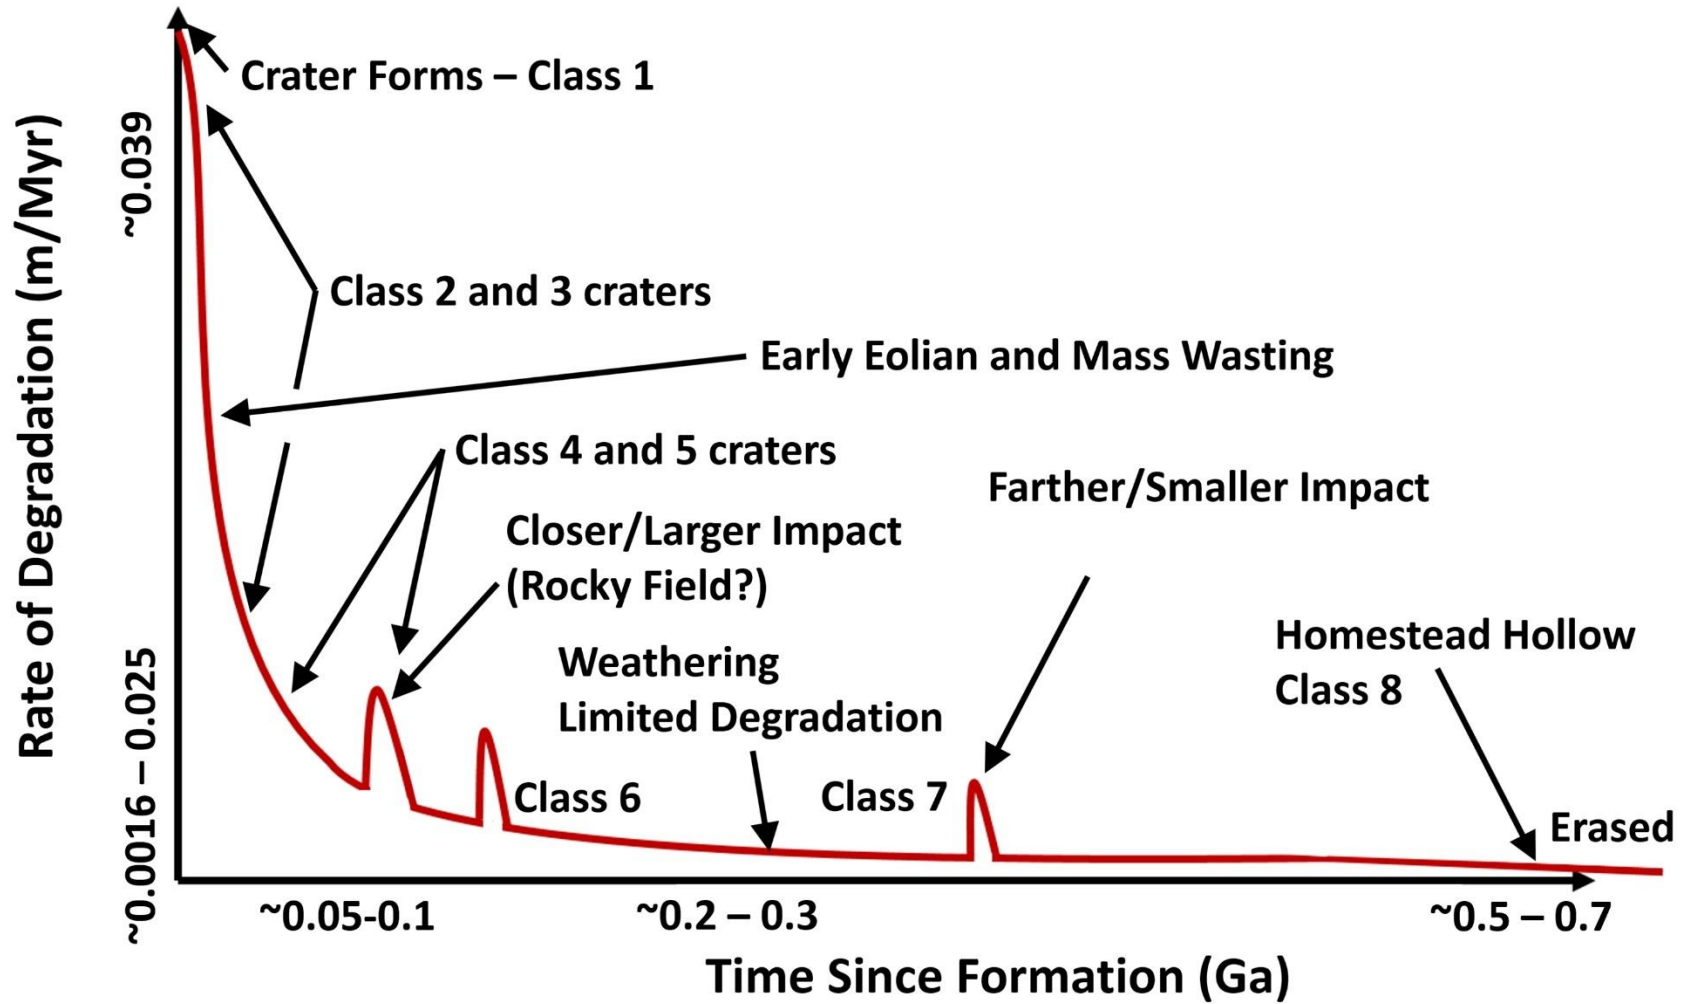 Crater Forms – Class 1
~0.039
Class 2 and 3 craters
Early Eolian and Mass Wasting
Class 4 and 5 craters
Farther/Smaller Impact
Closer/Larger Impact
(Rocky Field?)
Homestead Hollow
Class 8
Weathering
Limited Degradation
Class 6
Class 7
Erased
~0.0016 – 0.025
Rate of Degradation (m/Myr)
~0.05-0.1
~0.2 – 0.3
~0.5 – 0.7
Time Since Formation (Ga)